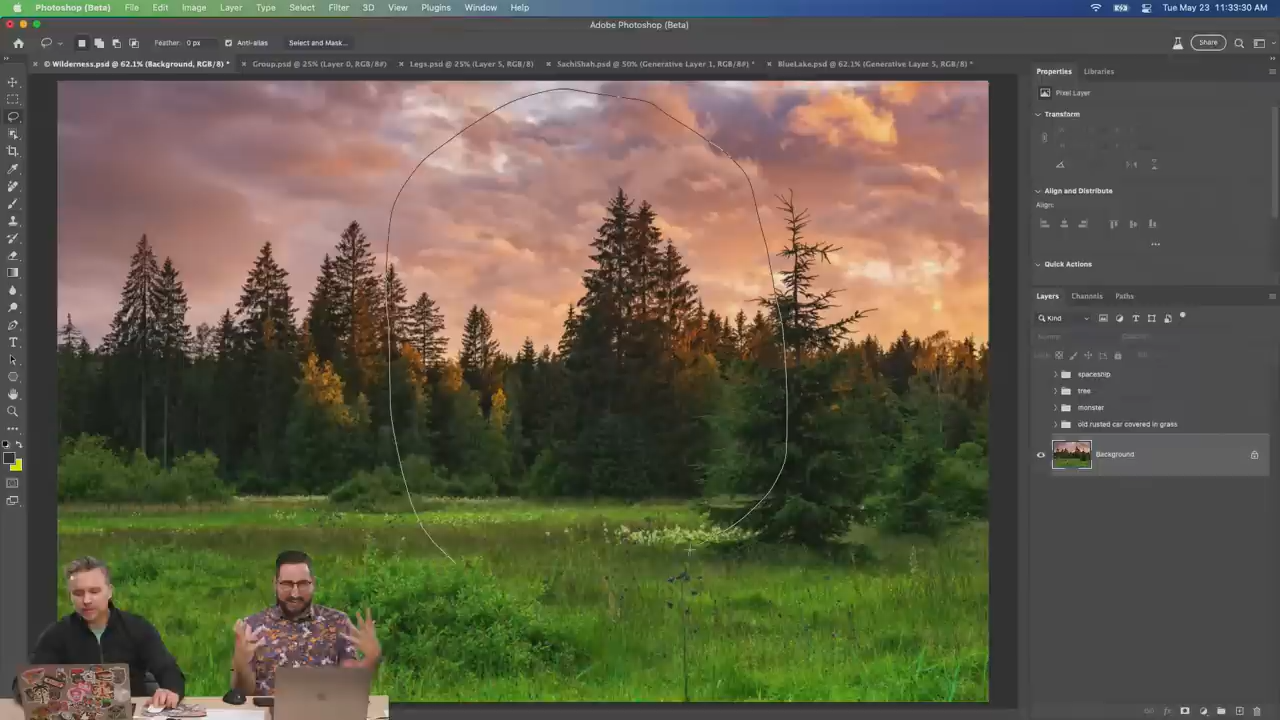 Photoshop (Beta) File Edit Image Layer Type Select Filter 3D View Plugins Window Help Tue May 23 11:33:30 AM
Adobe Photoshop (Beta)
Feather: 0 px Anti-alias Select and Mask... Share
© Wilderness.psd @ 62.1% (Background, RGB/8) * Group.psd @ 25% (Layer 0, RGB/8#) Legs.psd @ 25% (Layer 5, RGB/8) SachiShah.psd @ 50% (Generative Layer 1, RGB/8#) * BlueLake.psd @ 62.1% (Generative Layer 5, RGB/8) *
Properties Libraries
Pixel Layer
Transform
Align and Distribute
Align:
Quick Actions
Layers Channels Paths
Kind
spaceship
tree
monster
old rusted car covered in grass
Background